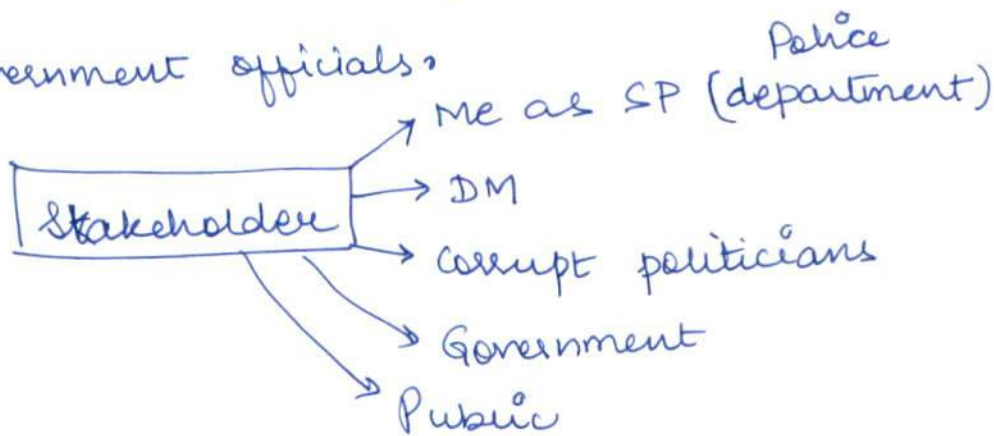 ernment officials.
Police
Me as SP (department)
DM
Stakeholder
Corrupt politicians
Government
Public